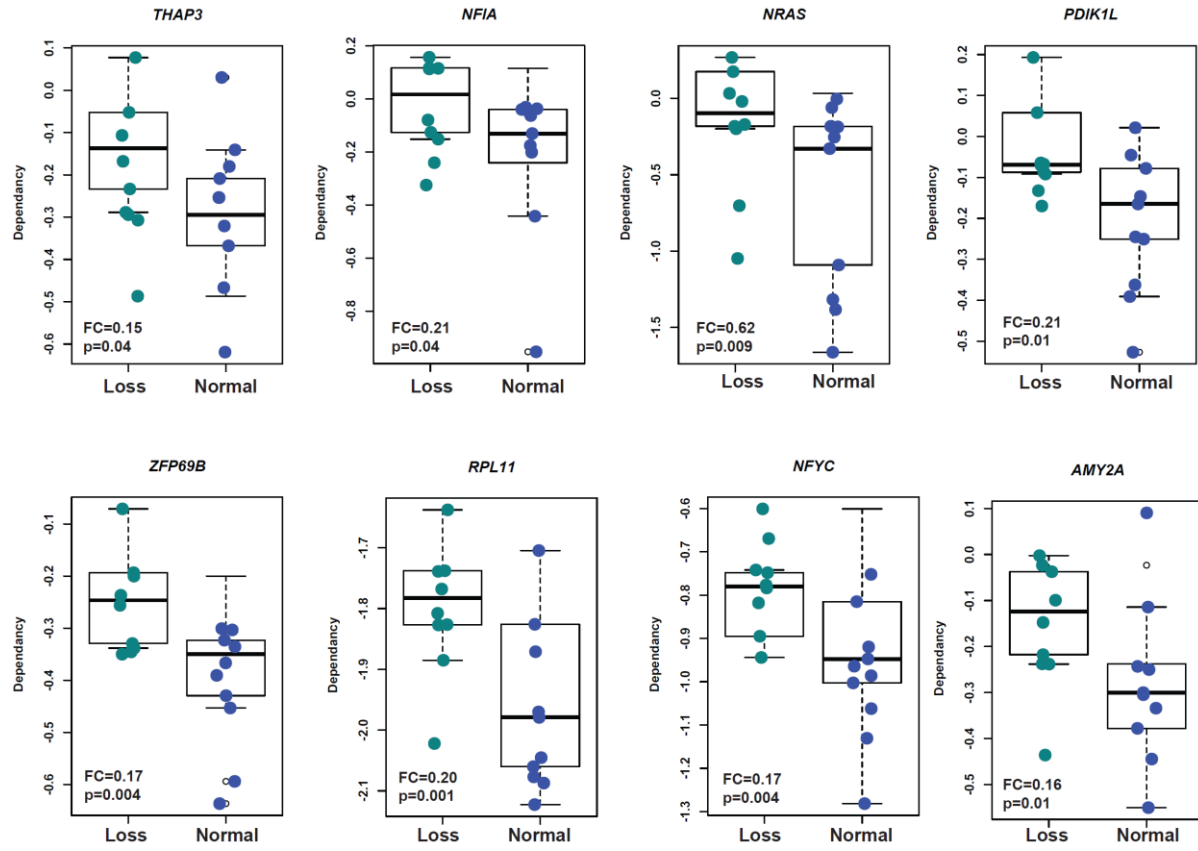 THAP3
Dependancy
0.1
0.0
-0.1
-0.2
-0.3
-0.4
-0.5
-0.6
FC=0.15
p=0.04
Loss Normal
NFIA
Dependancy
0.2
0.0
-0.2
-0.4
-0.6
-0.8
FC=0.21
p=0.04
Loss Normal
NRAS
Dependancy
0.0
-0.5
-1.0
-1.5
FC=0.62
p=0.009
Loss Normal
PDIK1L
Dependancy
0.2
0.1
0.0
-0.1
-0.2
-0.3
-0.4
-0.5
FC=0.21
p=0.01
Loss Normal
ZFP69B
Dependancy
-0.1
-0.2
-0.3
-0.4
-0.5
-0.6
FC=0.17
p=0.004
Loss Normal
RPL11
Dependancy
-1.7
-1.8
-1.9
-2.0
-2.1
FC=0.20
p=0.001
Loss Normal
NFYC
Dependancy
-0.6
-0.7
-0.8
-0.9
-1.0
-1.1
-1.2
-1.3
FC=0.17
p=0.004
Loss Normal
AMY2A
Dependancy
0.1
0.0
-0.1
-0.2
-0.3
-0.4
-0.5
FC=0.16
p=0.01
Loss Normal